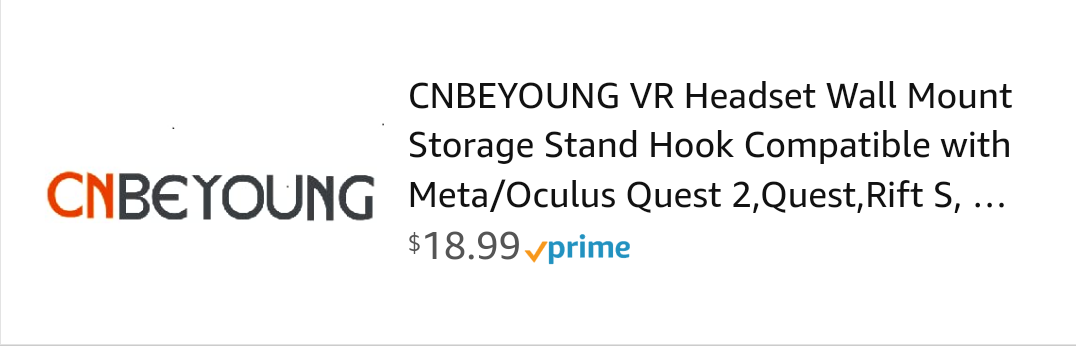 CNBEYOUNG
CNBEYOUNG VR Headset Wall Mount
Storage Stand Hook Compatible with
Meta/Oculus Quest 2,Quest,Rift S, ...
$18.99 prime